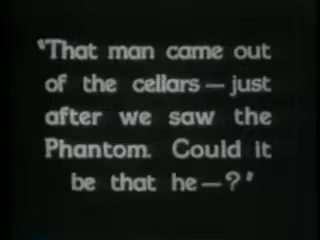 "That man came out
of the cellars — just
after we saw the
Phantom. Could it
be that he — ?"